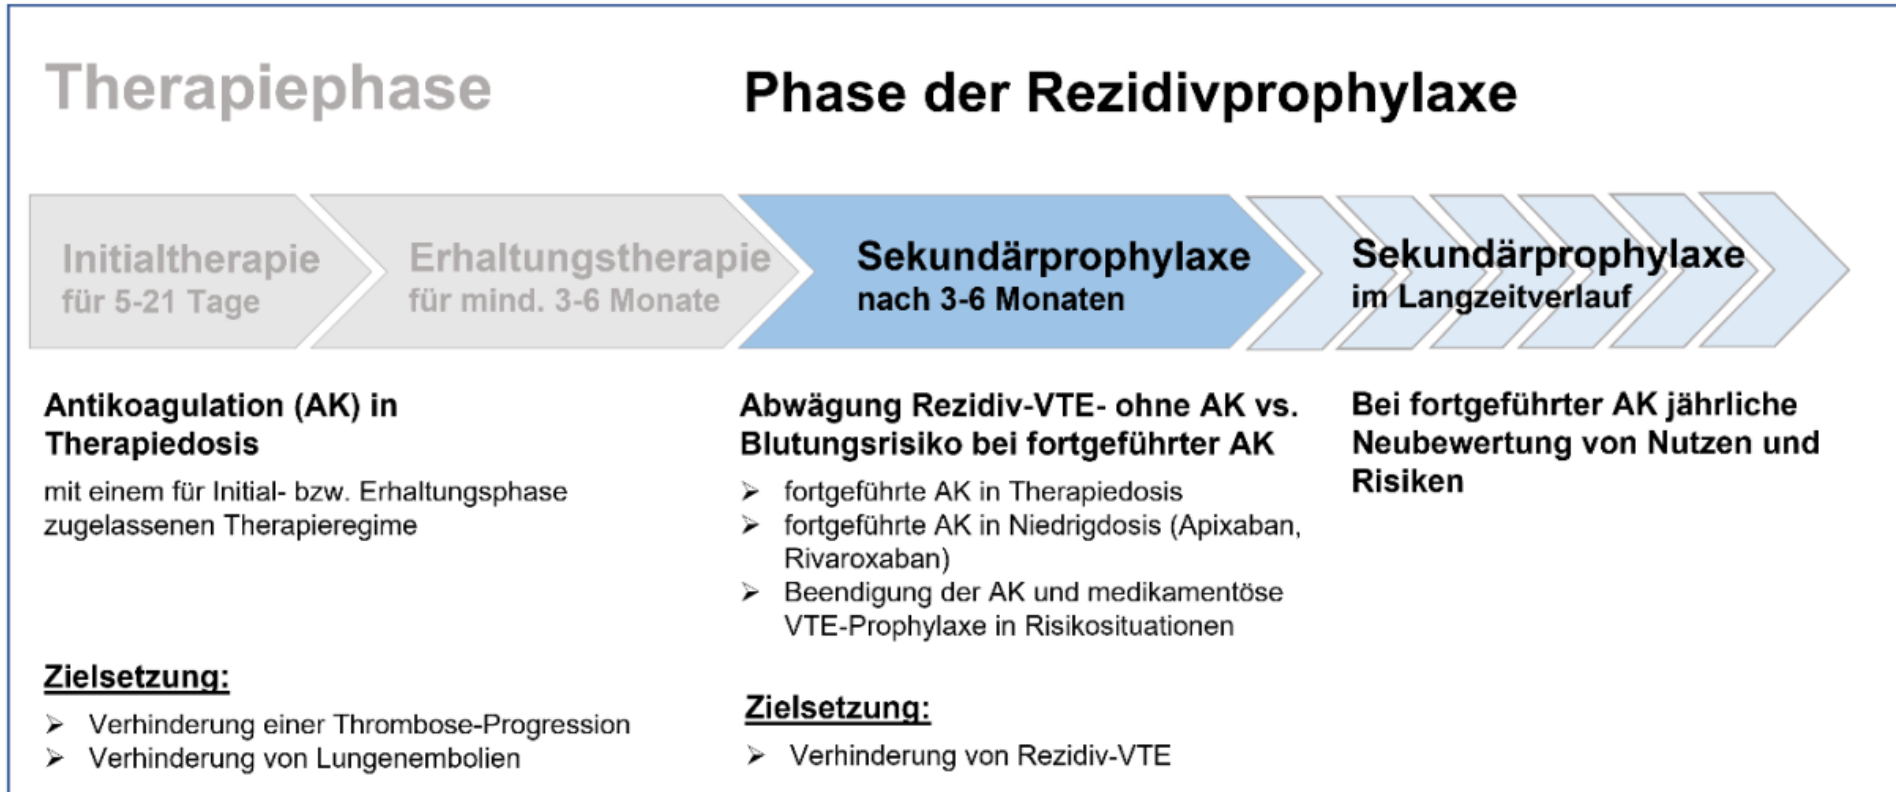 Therapiephase
Phase der Rezidivprophylaxe
Initialtherapie
für 5-21 Tage
Erhaltungstherapie
für mind. 3-6 Monate
Sekundärprophylaxe
nach 3-6 Monaten
Sekundärprophylaxe
im Langzeitverlauf
Antikoagulation (AK) in
Therapiedosis
mit einem für Initial- bzw. Erhaltungsphase
zugelassenen Therapieregime
Zielsetzung:
➢ Verhinderung einer Thrombose-Progression
➢ Verhinderung von Lungenembolien
Abwägung Rezidiv-VTE- ohne AK vs.
Blutungsrisiko bei fortgeführter AK
➢ fortgeführte AK in Therapiedosis
➢ fortgeführte AK in Niedrigdosis (Apixaban,
Rivaroxaban)
➢ Beendigung der AK und medikamentöse
VTE-Prophylaxe in Risikosituationen
Zielsetzung:
➢ Verhinderung von Rezidiv-VTE
Bei fortgeführter AK jährliche
Neubewertung von Nutzen und
Risiken